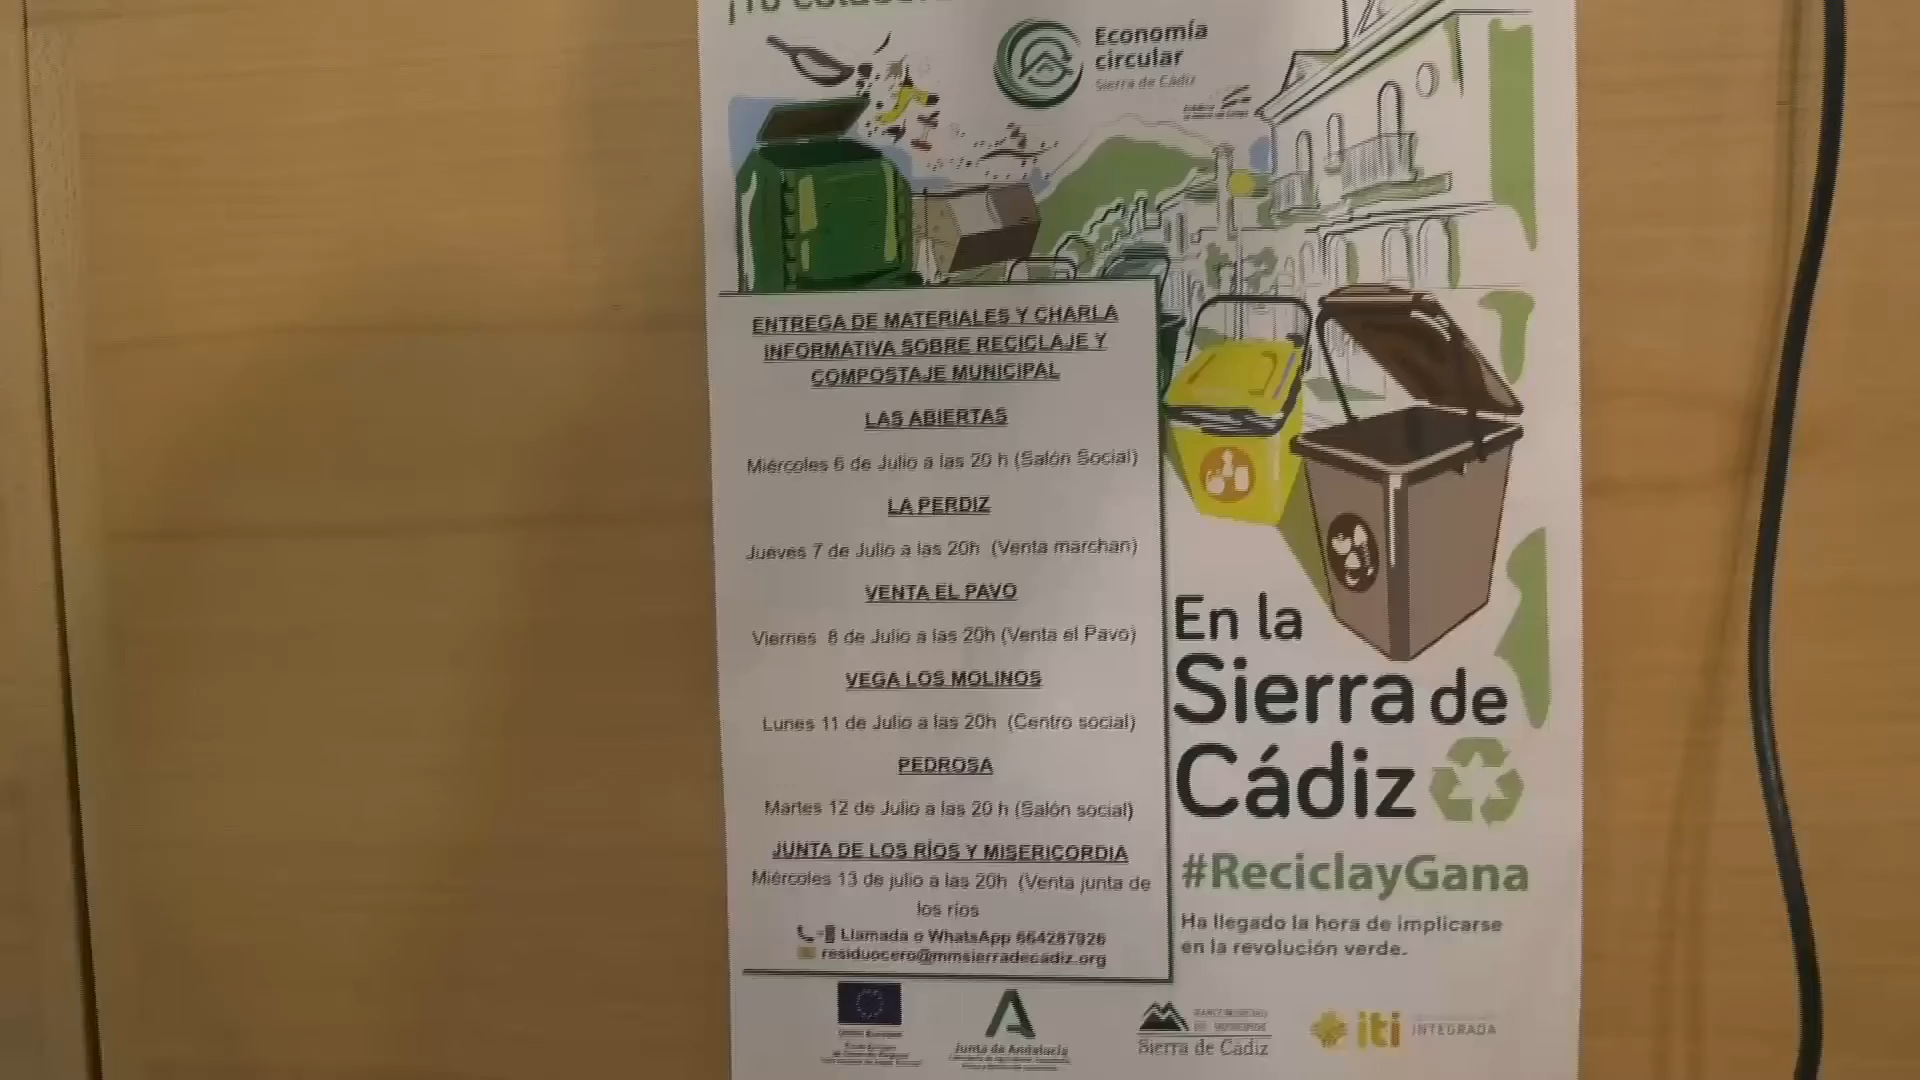 Economía
circular
Sierra de Cádiz
ENTREGA DE MATERIALES Y CHARLA
INFORMATIVA SOBRE RECICLAJE Y
COMPOSTAJE MUNICIPAL
LAS ABIERTAS
Miércoles 6 de Julio a las 20 h (Salón Social)
LA PERDIZ
Jueves 7 de Julio a las 20h (Venta marchan)
VENTA EL PAVO
Viernes 8 de Julio a las 20h (Venta el Pavo)
VEGA LOS MOLINOS
Lunes 11 de Julio a las 20h (Centro social)
PEDROSA
Martes 12 de Julio a las 20 h (Salón social)
JUNTA DE LOS RÍOS Y MISERICORDIA
Miércoles 13 de julio a las 20h (Venta junta de
los ríos
Llamada o WhatsApp 664287926
residuocero@mmsierradecadiz.org
En la
Sierra de
Cádiz
#ReciclayGana
Ha llegado la hora de implicarse
en la revolución verde.
Junta de Andalucía
Sierra de Cádiz
iti
INTEGRADA